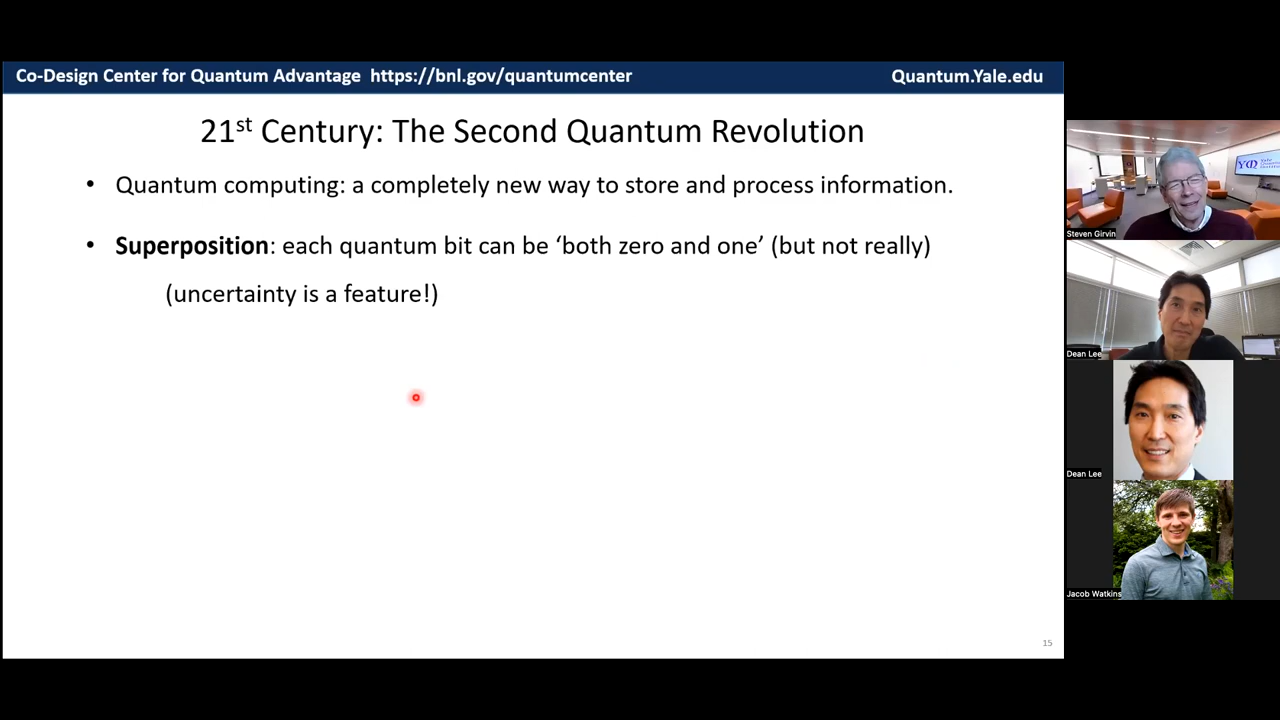 Co-Design Center for Quantum Advantage https://bnl.gov/quantumcenter
Quantum.Yale.edu
21st Century: The Second Quantum Revolution
• Quantum computing: a completely new way to store and process information.
• Superposition: each quantum bit can be ‘both zero and one’ (but not really)
(uncertainty is a feature!)
15
Steven Girvin
Dean Lee
Dean Lee
Jacob Watkins